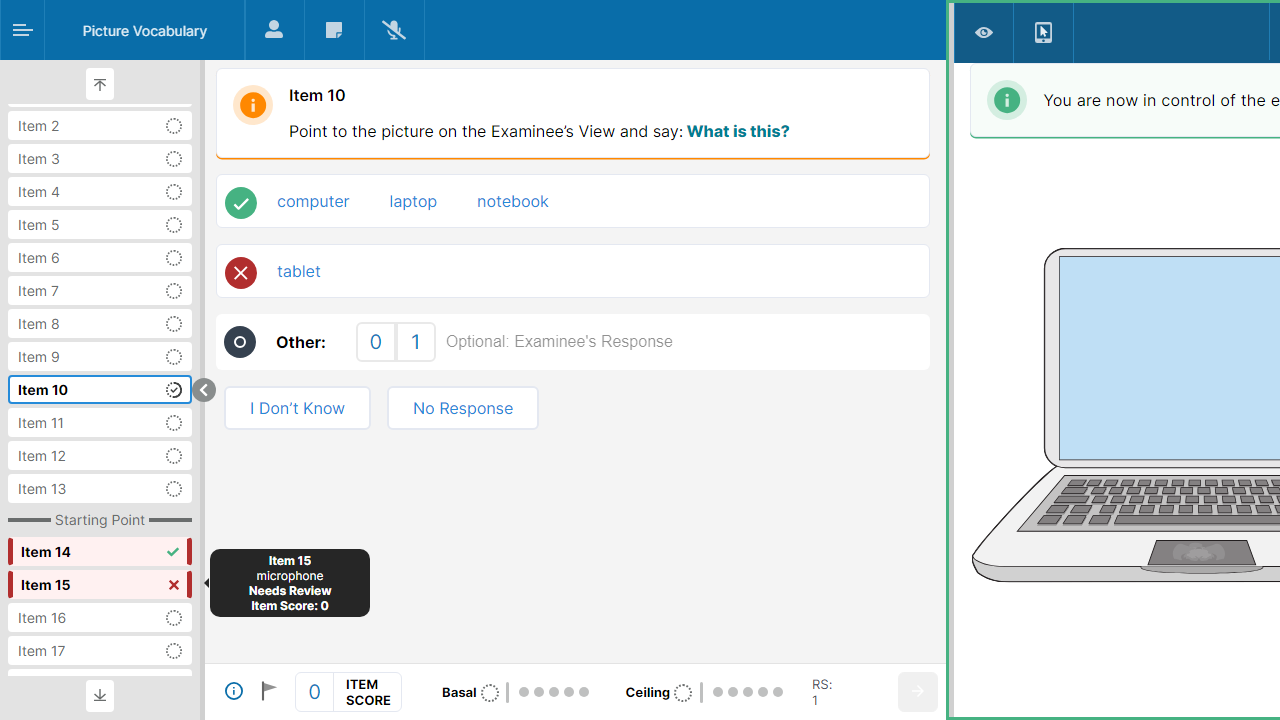 Picture Vocabulary
Item 2
Item 3
Item 4
Item 5
Item 6
Item 7
Item 8
Item 9
Item 10
Item 11
Item 12
Item 13
Starting Point
Item 14
Item 15
Item 16
Item 17
Item 10
Point to the picture on the Examinee’s View and say: What is this?
computer laptop notebook
tablet
Other: 0 1 Optional: Examinee's Response
I Don’t Know No Response
Item 15
microphone
Needs Review
Item Score: 0
0 ITEM SCORE
Basal
Ceiling
RS:
1
You are now in control of the e